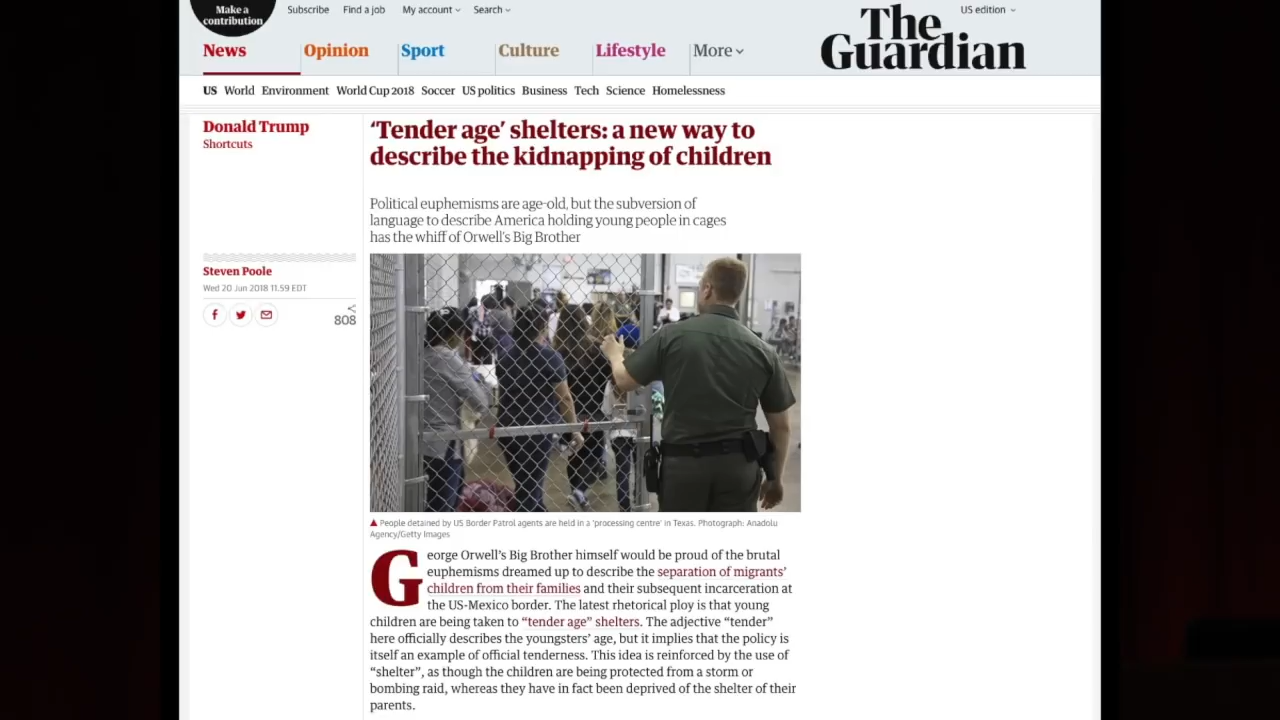 Make a
contribution
Subscribe Find a job My account Search US edition
The
Guardian
News Opinion Sport Culture Lifestyle More
US World Environment World Cup 2018 Soccer US politics Business Tech Science Homelessness
Donald Trump
Shortcuts
‘Tender age’ shelters: a new way to
describe the kidnapping of children
Political euphemisms are age-old, but the subversion of
language to describe America holding young people in cages
has the whiff of Orwell's Big Brother
Steven Poole
Wed 20 Jun 2018 11.59 EDT
808
People detained by US Border Patrol agents are held in a ‘processing centre’ in Texas. Photograph: Anadolu
Agency/Getty Images
George Orwell’s Big Brother himself would be proud of the brutal
euphemisms dreamed up to describe the separation of migrants’
children from their families and their subsequent incarceration at
the US-Mexico border. The latest rhetorical ploy is that young
children are being taken to “tender age” shelters. The adjective “tender”
here officially describes the youngsters’ age, but it implies that the policy is
itself an example of official tenderness. This idea is reinforced by the use of
“shelter”, as though the children are being protected from a storm or
bombing raid, whereas they have in fact been deprived of the shelter of their
parents.